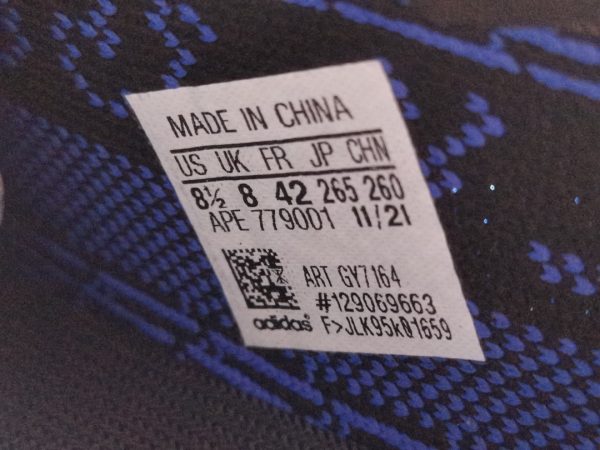 MADE IN CHINA
US UK FR JP CHN
8½ 8 42 265 260
APE 779001 11/21
ART GY7164
#129069663
adidas® F>JLK95kQ1659